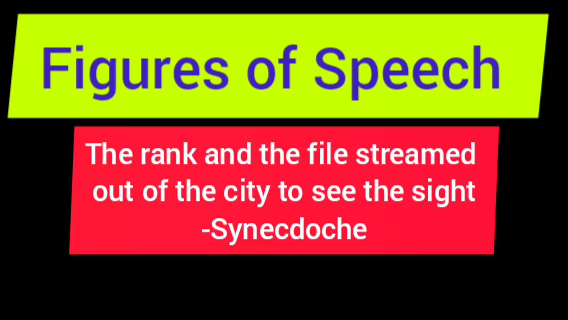 Figures of Speech
The rank and the file streamed
out of the city to see the sight
-Synecdoche